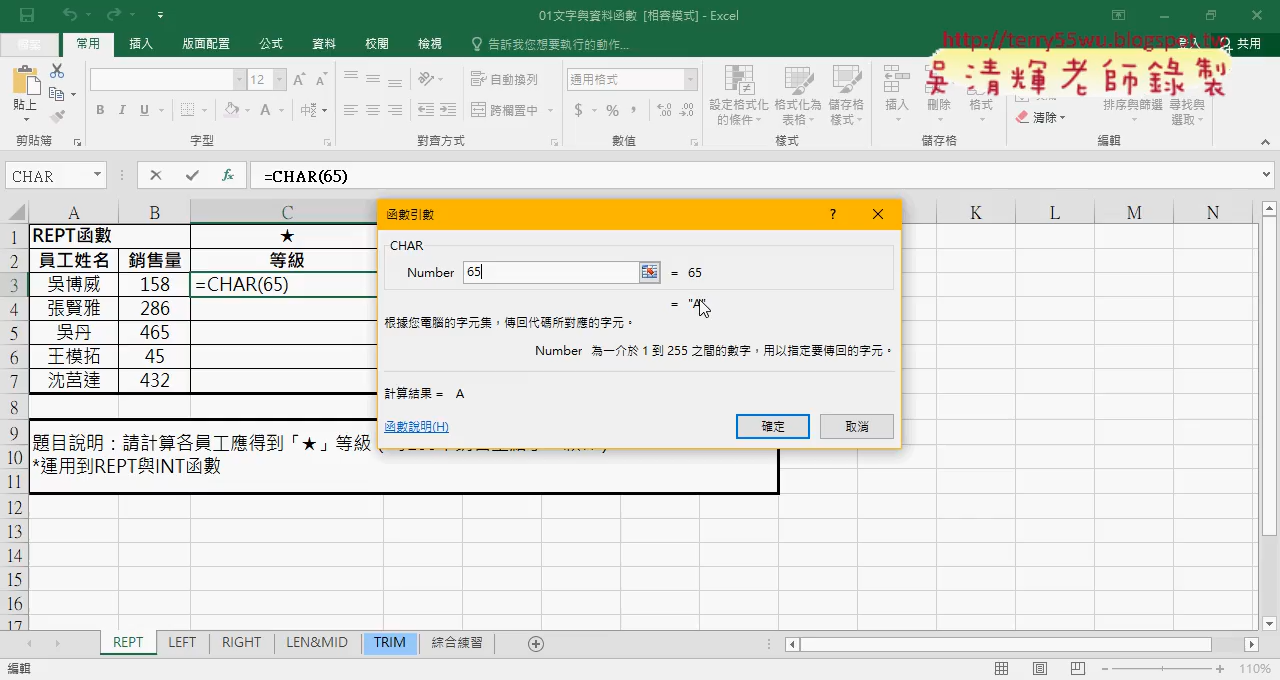 01文字與資料函數 [相容模式] - Excel
http://terry55wu.blogspot.tw
吳清輝老師錄製
常用 插入 版面配置 公式 資料 校閱 檢視 告訴我您想要執行的動作... 登入 共用
貼上 12 A A 自動換列 通用格式 設定格式化的條件 格式化為表格 儲存格樣式 插入 刪除 格式 清除 排序與篩選 尋找與選取
B I U A 跨欄置中 $ % ,
剪貼簿 字型 對齊方式 數值 樣式 儲存格 編輯
CHAR fx =CHAR(65)
A B C K L M N
函數引數 ?
CHAR
Number 65 = 65
= "A"
根據您電腦的字元集，傳回代碼所對應的字元。
Number 為一介於 1 到 255 之間的數字，用以指定要傳回的字元。
計算結果 = A
函數說明(H) 確定 取消
1 REPT函數 ★
2 員工姓名 銷售量 等級
3 吳博威 158 =CHAR(65)
4 張賢雅 286
5 吳丹 465
6 王模拓 45
7 沈莒達 432
8
9 題目說明：請計算各員工應得到「★」等級
10 *運用到REPT與INT函數
11
12
13
14
15
16
17
REPT LEFT RIGHT LEN&MID TRIM 綜合練習
編輯 110%